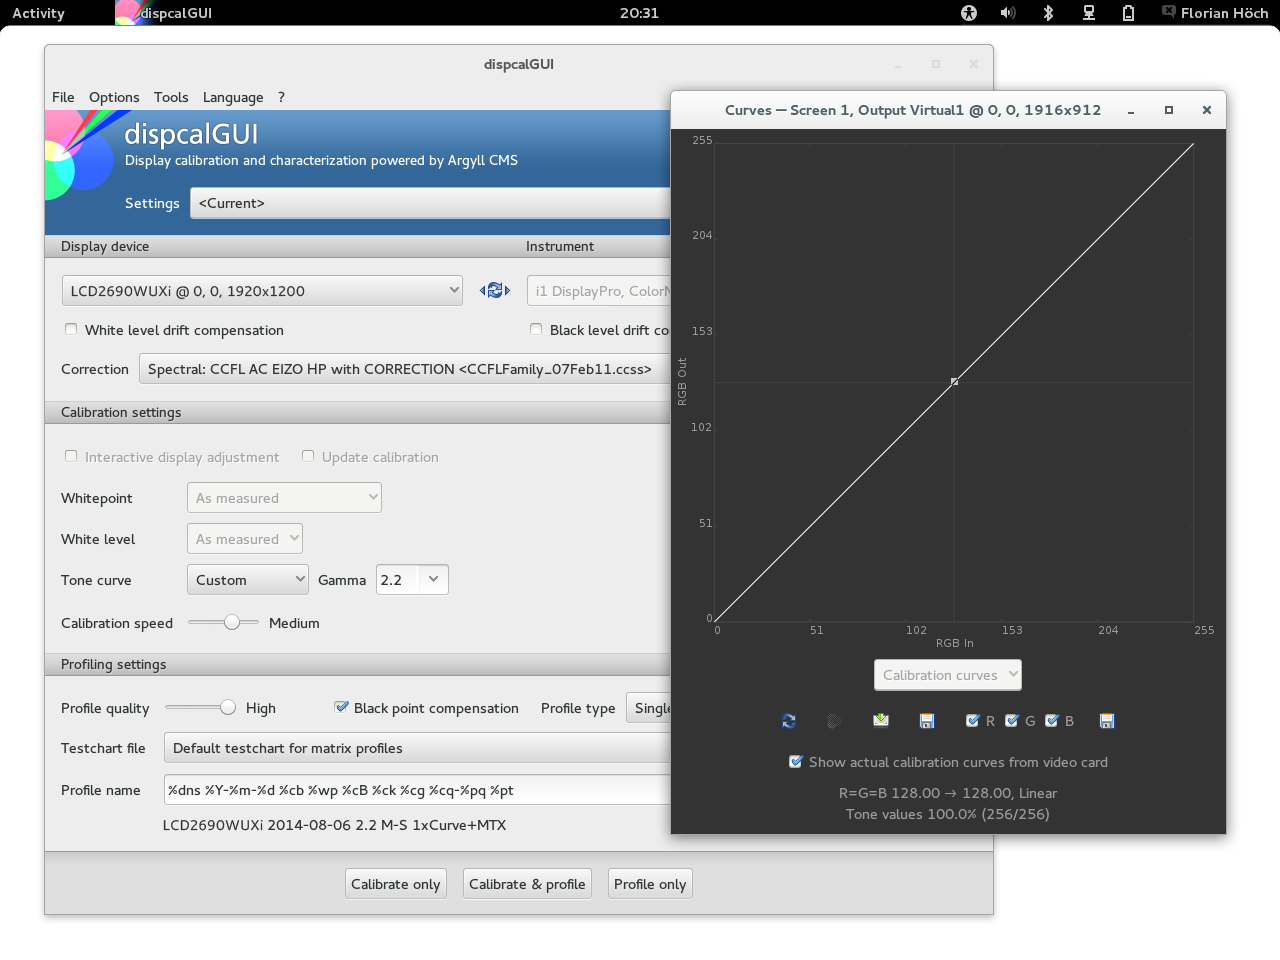 Activity
dispcalGUI
20:31
Florian Höch
dispcalGUI
File Options Tools Language ?
dispcalGUI
Display calibration and characterization powered by Argyll CMS
Settings <Current>
Display device Instrument
LCD2690WUXi @ 0, 0, 1920x1200 i1 DisplayPro, Color
White level drift compensation Black level drift co
Correction Spectral: CCFL AC EIZO HP with CORRECTION <CCFLFamily_07Feb11.ccss>
Calibration settings
Interactive display adjustment Update calibration
Whitepoint As measured
White level As measured
Tone curve Custom Gamma 2.2
Calibration speed Medium
Profiling settings
Profile quality High Black point compensation Profile type Single
Testchart file Default testchart for matrix profiles
Profile name %dns %Y-%m-%d %cb %wp %cB %ck %cg %cq-%pq %pt
LCD2690WUXi 2014-08-06 2.2 M-S 1xCurve+MTX
Calibrate only Calibrate & profile Profile only
Curves — Screen 1, Output Virtual1 @ 0, 0, 1916x912
255
204
153
102
51
0
RGB Out
0 51 102 153 204 255
RGB In
Calibration curves
R G B
Show actual calibration curves from video card
R=G=B 128.00 → 128.00, Linear
Tone values 100.0% (256/256)